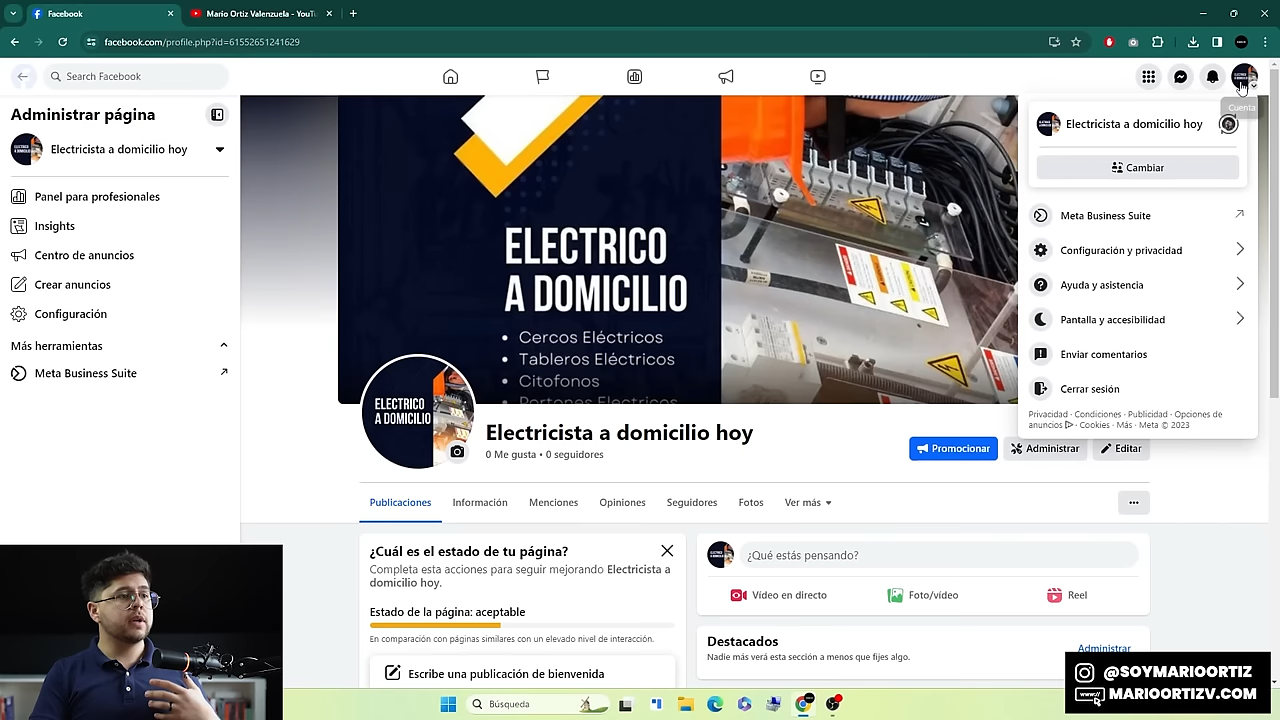 Facebook
Mario Ortiz Valenzuela - YouTu
facebook.com/profile.php?id=61552651241629
Search Facebook
Administrar página
Electricista a domicilio hoy
Panel para profesionales
Insights
Centro de anuncios
Crear anuncios
Configuración
Más herramientas
Meta Business Suite
ELECTRICO
A DOMICILIO
• Cercos Eléctricos
• Tableros Eléctricos
• Citofonos
Portones Electricos
ELECTRICO
A DOMICILIO
Electricista a domicilio hoy
0 Me gusta • 0 seguidores
Promocionar
Administrar
Editar
Cuenta
Electricista a domicilio hoy
Cambiar
Meta Business Suite
Configuración y privacidad
Ayuda y asistencia
Pantalla y accesibilidad
Enviar comentarios
Cerrar sesión
Privacidad · Condiciones · Publicidad · Opciones de
anuncios · Cookies · Más · Meta © 2023
Publicaciones
Información
Menciones
Opiniones
Seguidores
Fotos
Ver más
¿Cuál es el estado de tu página?
Completa esta acciones para seguir mejorando Electricista a
domicilio hoy.
Estado de la página: aceptable
En comparación con páginas similares con un elevado nivel de interacción.
Escribe una publicación de bienvenida
¿Qué estás pensando?
Vídeo en directo
Foto/vídeo
Reel
Destacados
Administrar
Nadie más verá esta sección a menos que fijes algo.
Búsqueda
@SOYMARIOORTIZ
MARIOORTIZV.COM